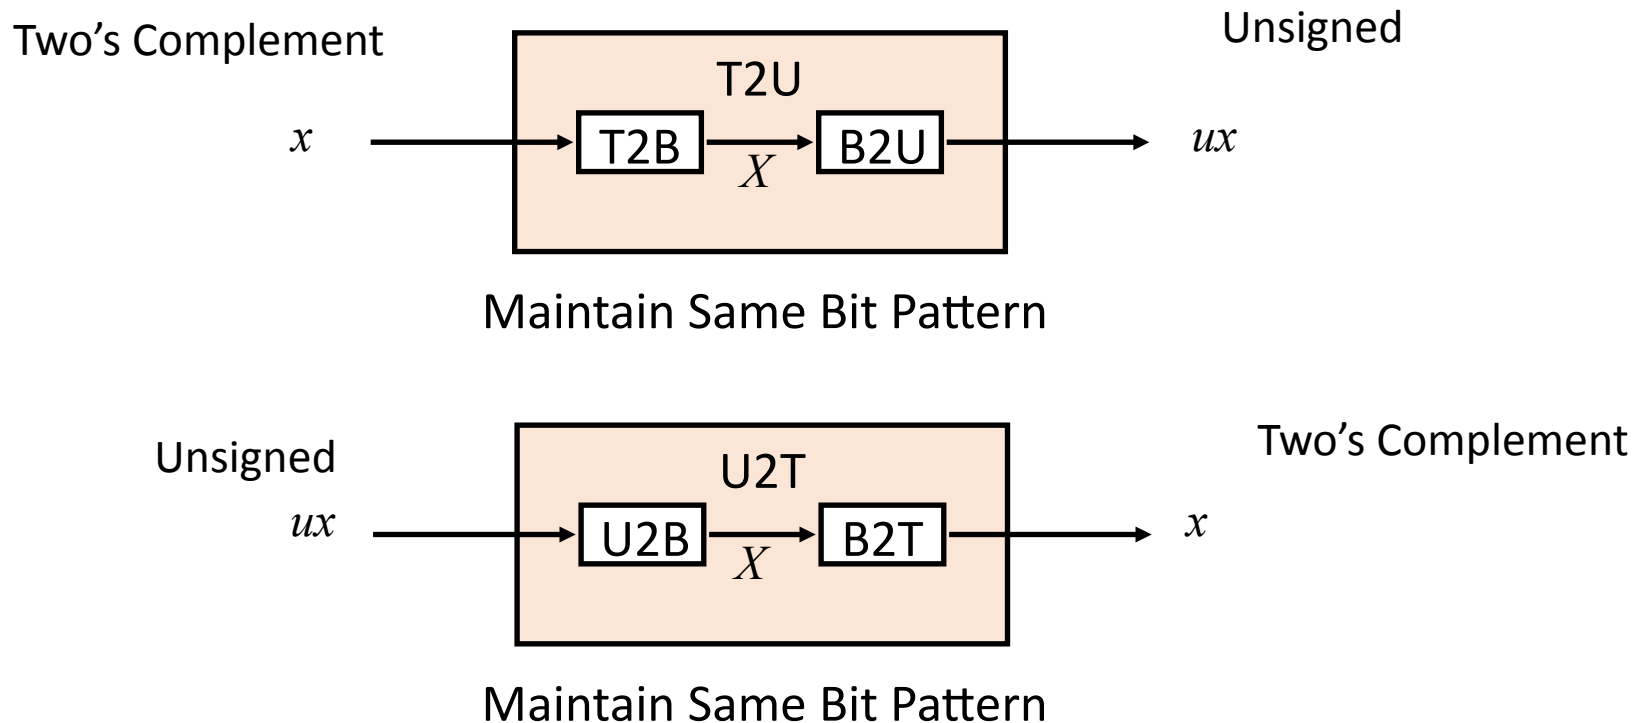 Two’s Complement
Unsigned
T2U
x
T2B
X
B2U
ux
Maintain Same Bit Pattern
Unsigned
Two’s Complement
U2T
ux
U2B
X
B2T
x
Maintain Same Bit Pattern